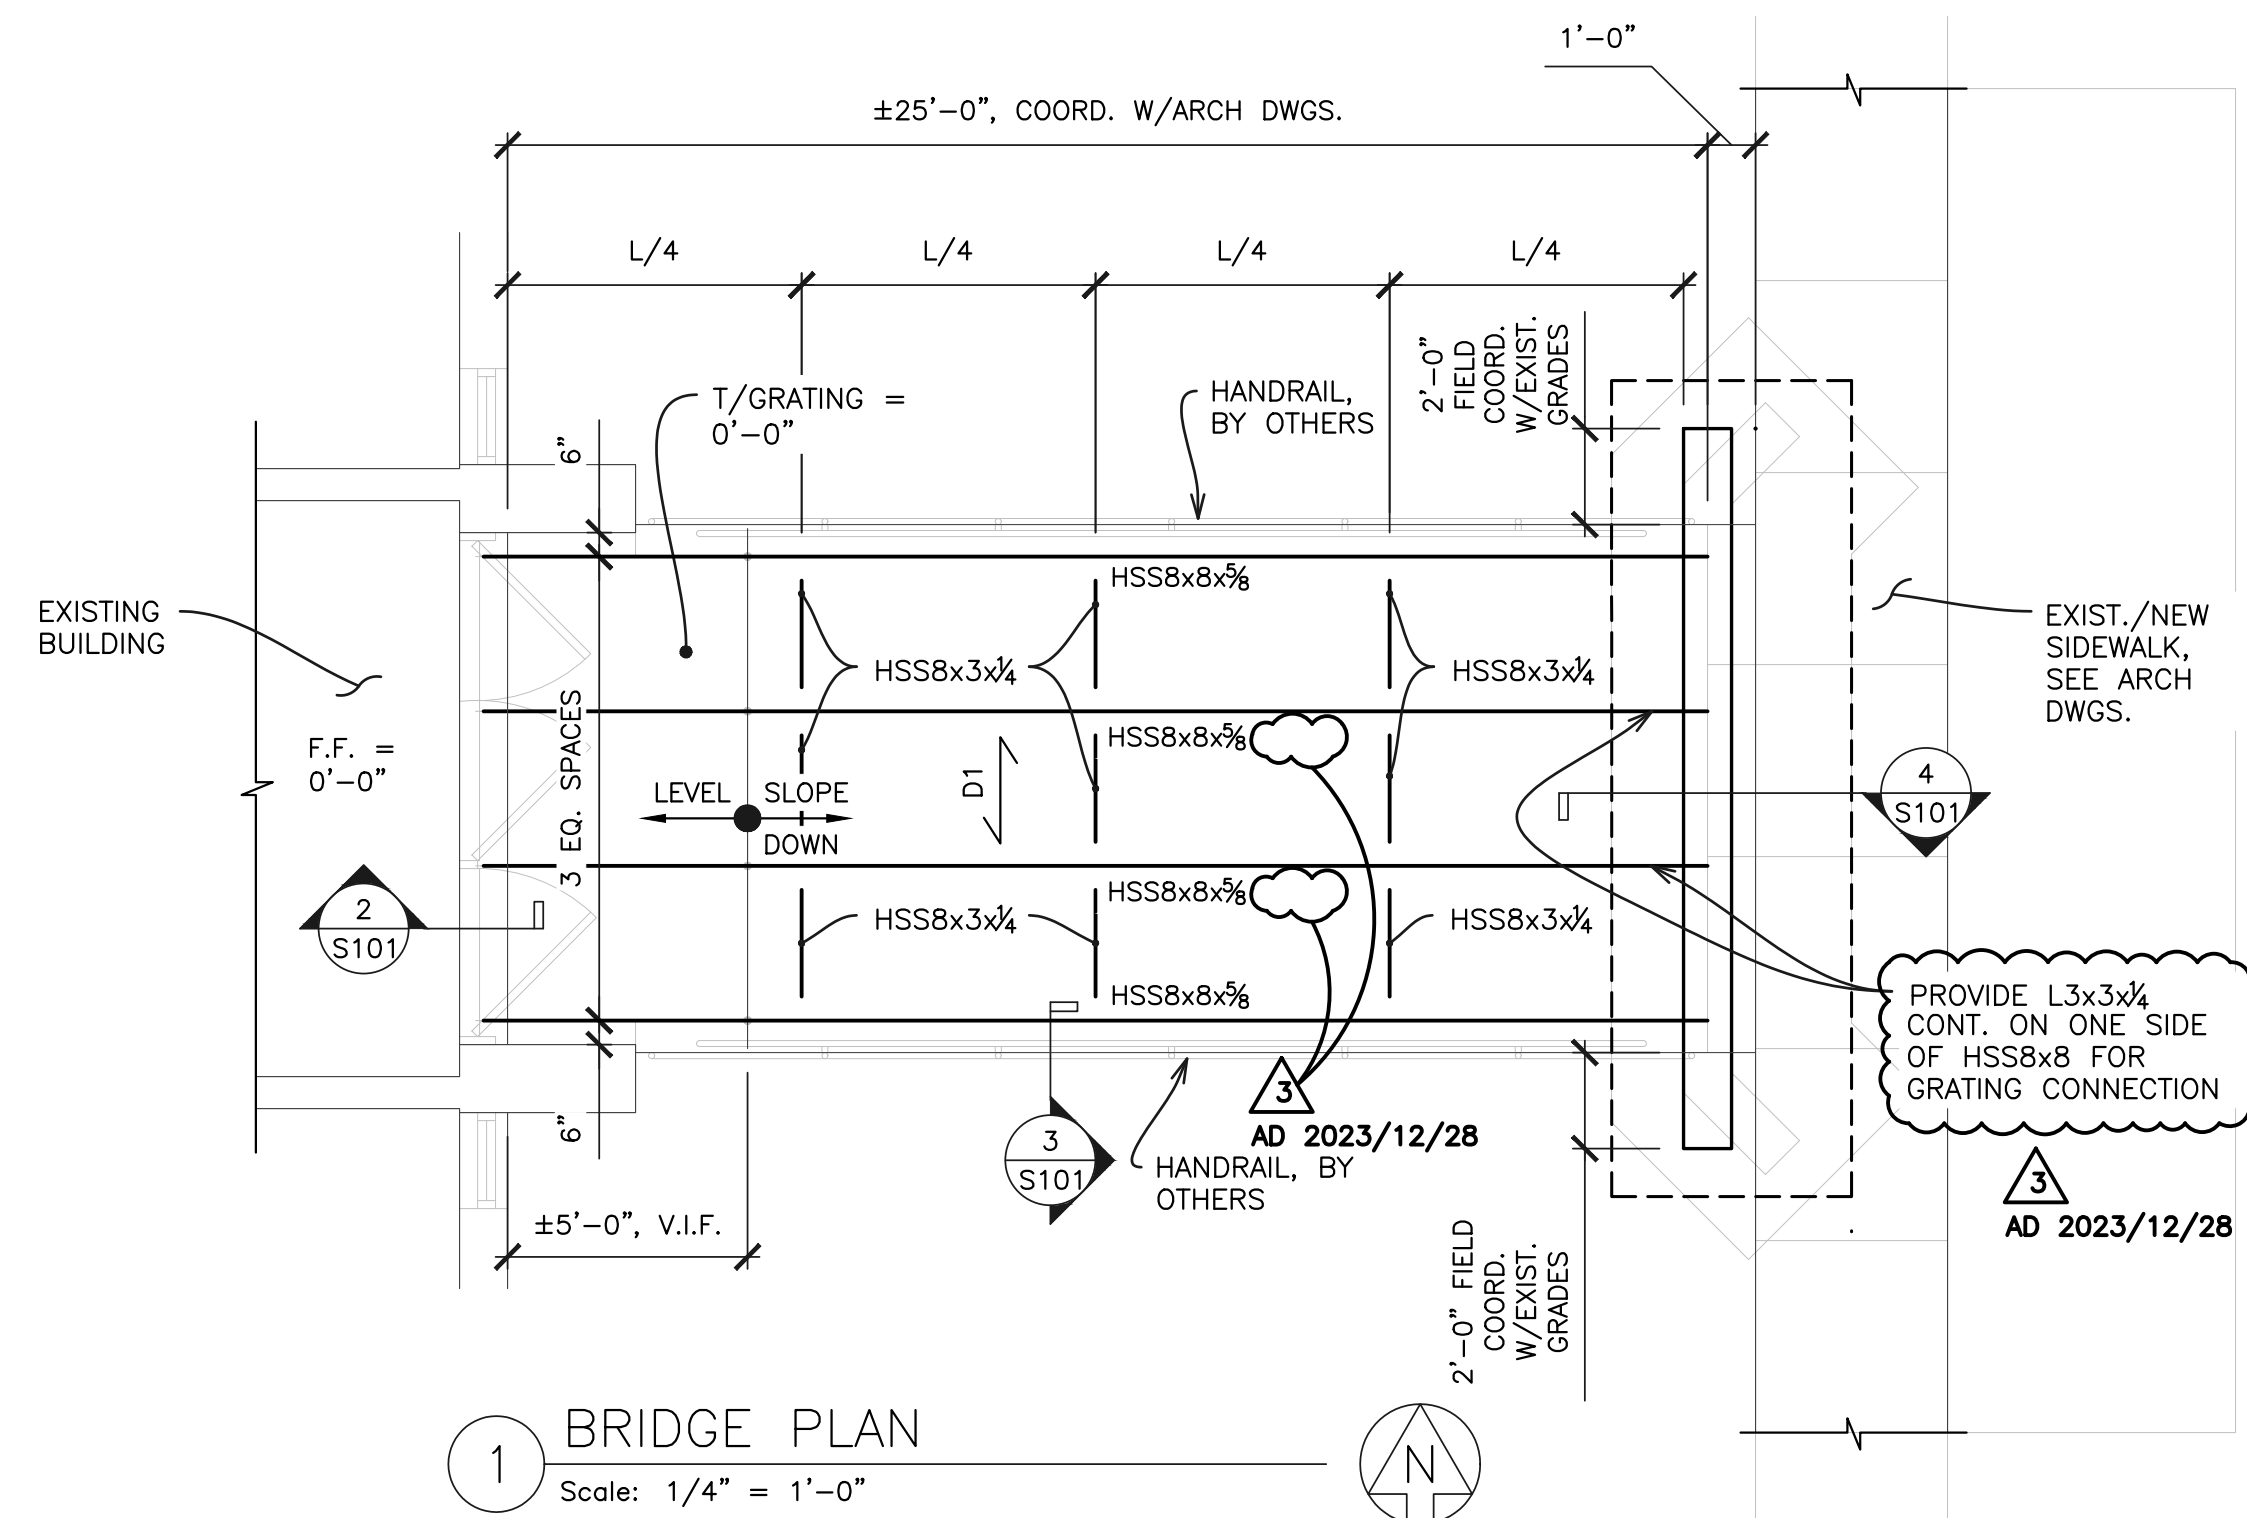 1'-0"
±25'-0", COORD. W/ARCH DWGS.
L/4
L/4
L/4
L/4
2'-0"
FIELD
COORD.
W/EXIST.
GRADES
T/GRATING =
0'-0"
HANDRAIL,
BY OTHERS
6"
HSS8x8x5/8
EXISTING
BUILDING
EXIST./NEW
SIDEWALK,
SEE ARCH
DWGS.
HSS8x3x1/4
HSS8x3x1/4
F.F. =
0'-0"
3 EQ. SPACES
HSS8x8x5/8
D1
LEVEL
SLOPE
DOWN
4
S101
2
S101
HSS8x8x5/8
HSS8x3x1/4
HSS8x3x1/4
HSS8x8x5/8
PROVIDE L3x3x1/4
CONT. ON ONE SIDE
OF HSS8x8 FOR
GRATING CONNECTION
3
AD 2023/12/28
3
AD 2023/12/28
6"
3
S101
HANDRAIL, BY
OTHERS
±5'-0", V.I.F.
2'-0" FIELD
COORD.
W/EXIST.
GRADES
1
BRIDGE PLAN
Scale: 1/4" = 1'-0"
N